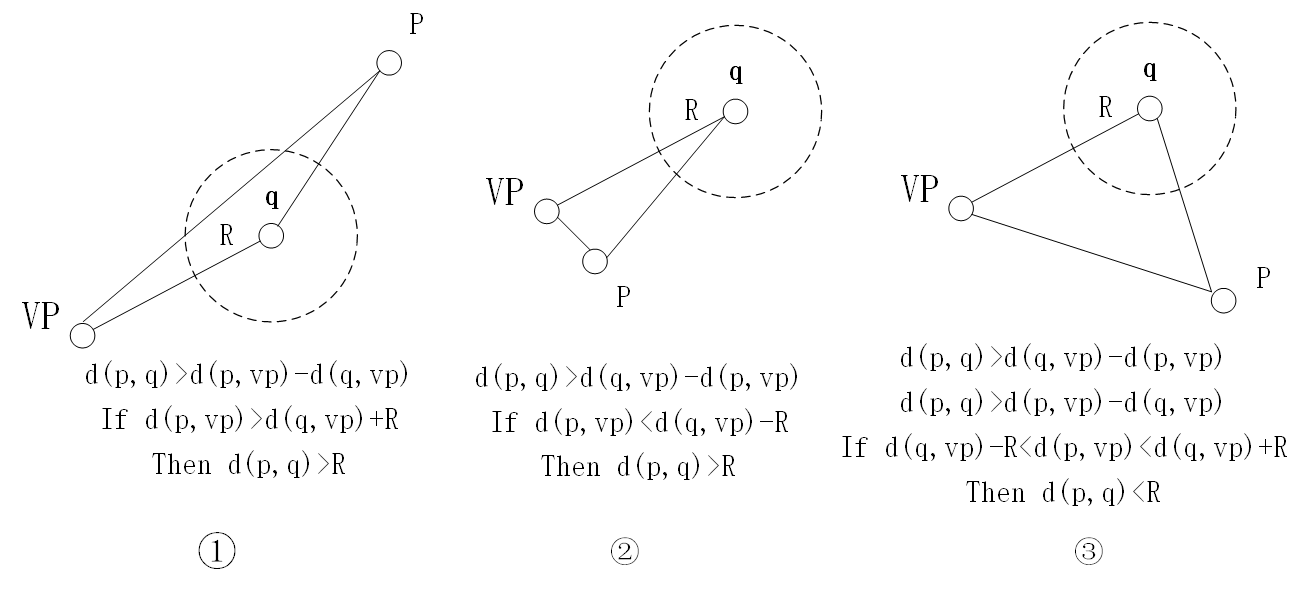 P
q
R
VP
d(p,q)>d(p,vp)-d(q,vp)
If d(p,vp)>d(q,vp)+R
Then d(p,q)>R
①
q
R
VP
P
d(p,q)>d(q,vp)-d(p,vp)
If d(p,vp)<d(q,vp)-R
Then d(p,q)>R
②
q
R
VP
P
d(p,q)>d(q,vp)-d(p,vp)
d(p,q)>d(p,vp)-d(q,vp)
If d(q,vp)-R<d(p,vp)<d(q,vp)+R
Then d(p,q)<R
③